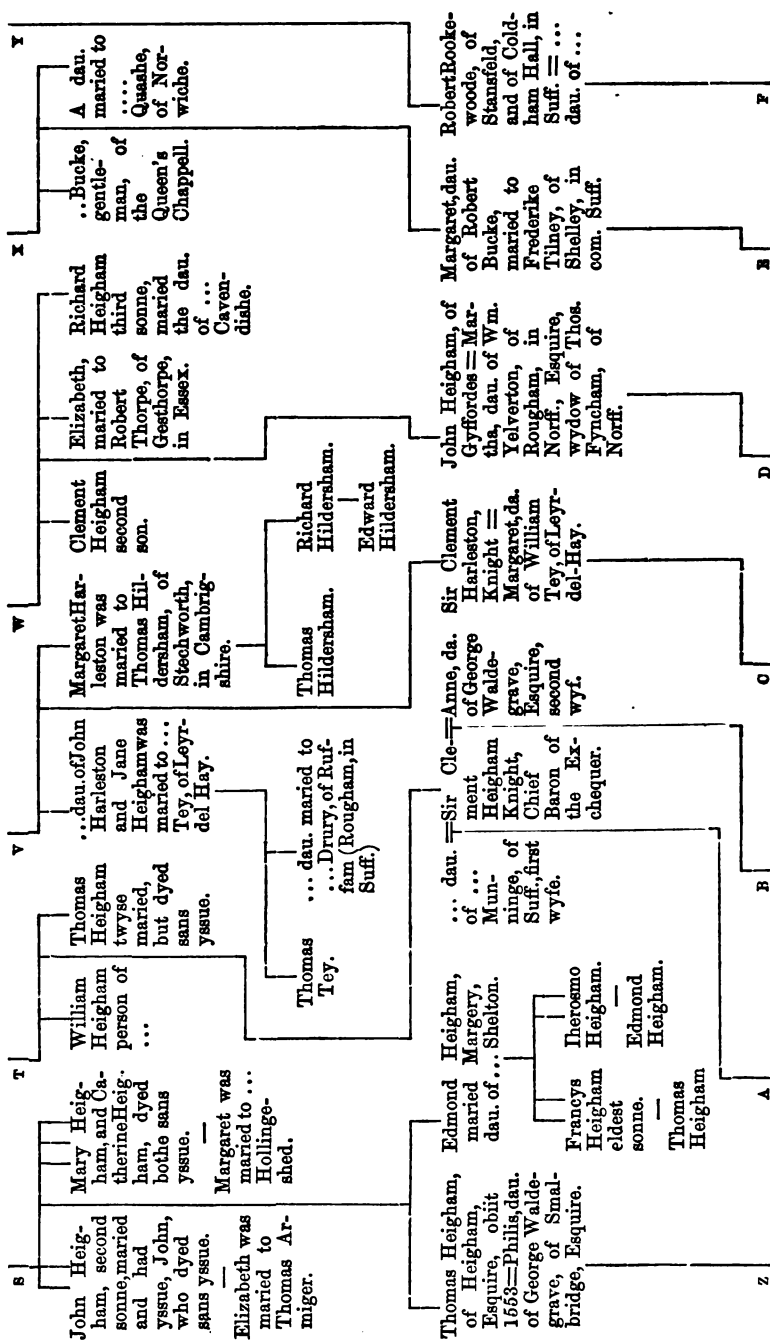 S T V W X Y
John Heig-
ham, second
sonne, maried
and had
yssue, John,
who dyed
sans yssue.
—
Elizabeth was
maried to
Thomas Ar-
miger.
Mary Heig-
ham, and Ca-
therine Heig-
ham, dyed
bothe sans
yssue.
—
Margaret was
maried to ...
Hollinge-
shed.
William
Heigham
person of
...
Thomas
Heigham
twyse
maried,
but dyed
sans
yssue.
...dau. of John
Harleston
and Jane
Heigham was
maried to ...
Tey, of Leyr-
del Hay.
Thomas
Tey.
... dau. maried to
...Drury, of Ruf-
fam (Rougham, in
Suff.)
Margaret Har-
leston was
maried to
Thomas Hil-
dersham, of
Stechworth,
in Cambrig-
shire.
Thomas
Hildersham.
Richard
Hildersham.
Edward
Hildersham.
Clement
Heigham
second
son.
Elizabeth,
maried to
Robert
Thorpe, of
Gesthorpe,
in Essex.
Richard
Heigham
third
sonne,
maried
the dau.
of ...
Caven-
dishe.
..Bucke,
gentle-
man, of
the
Queen's
Chappell.
A dau.
maried to
....
Quashe,
of Nor-
wiche.
Thomas Heigham,
of Heigham,
Esquire, obiit
1553=Philis, dau.
of George Walde-
grave, of Smal-
bridge, Esquire.
Edmond Heigham,
maried Margery,
dau. of ... Shelton.
Francys
Heigham
eldest
sonne.
—
Thomas
Heigham
Iherosmo
Heigham.
—
Edmond
Heigham.
... dau.
of ...
Mun-
ninge, of
Suff., first
wyfe.
=Sir Cle-
ment
Heigham
Knight,
Chief
Baron of
the Ex-
chequer.
=Anne, da.
of George
Walde-
grave,
Esquire,
second
wyf.
Sir Clement
Harleston,
Knight =
Margaret, da.
of William
Tey, of Leyr-
del-Hay.
John Heigham, of
Gyffordes=Mar-
tha, dau. of Wm.
Yelverton, of
Rougham, in
Norff., Esquire,
wydow of Thos.
Fyncham, of
Norff.
Margaret, dau.
of Robert
Bucke,
maried to
Frederike
Tilney, of
Shelley, in
com. Suff.
Robert Rooke-
woode, of
Stansfeld,
and of Cold-
ham Hall, in
Suff. = ...
dau. of ...
Z A B C D E F